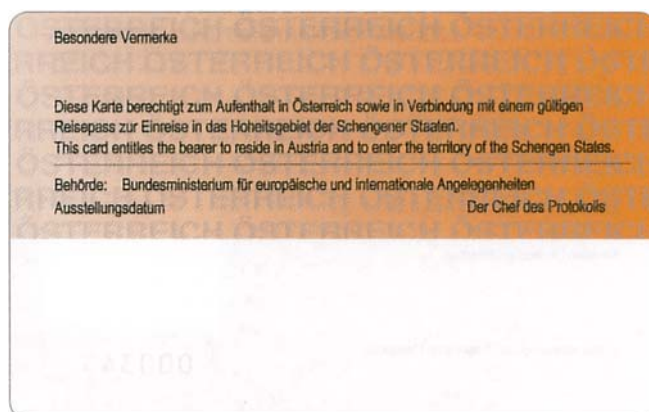 Besondere Vermerke
Diese Karte berechtigt zum Aufenthalt in Österreich sowie in Verbindung mit einem gültigen
Reisepass zur Einreise in das Hoheitsgebiet der Schengener Staaten.
This card entitles the bearer to reside in Austria and to enter the territory of the Schengen States.
Behörde: Bundesministerium für europäische und internationale Angelegenheiten
Ausstellungsdatum Der Chef des Protokolls